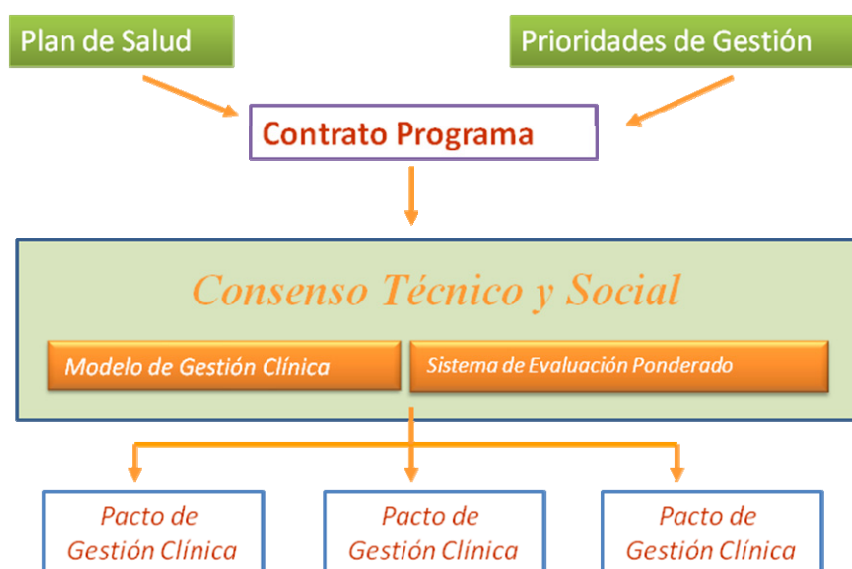 Plan de Salud
Prioridades de Gestión
Contrato Programa
Consenso Técnico y Social
Modelo de Gestión Clínica
Sistema de Evaluación Ponderado
Pacto de
Gestión Clínica
Pacto de
Gestión Clínica
Pacto de
Gestión Clínica